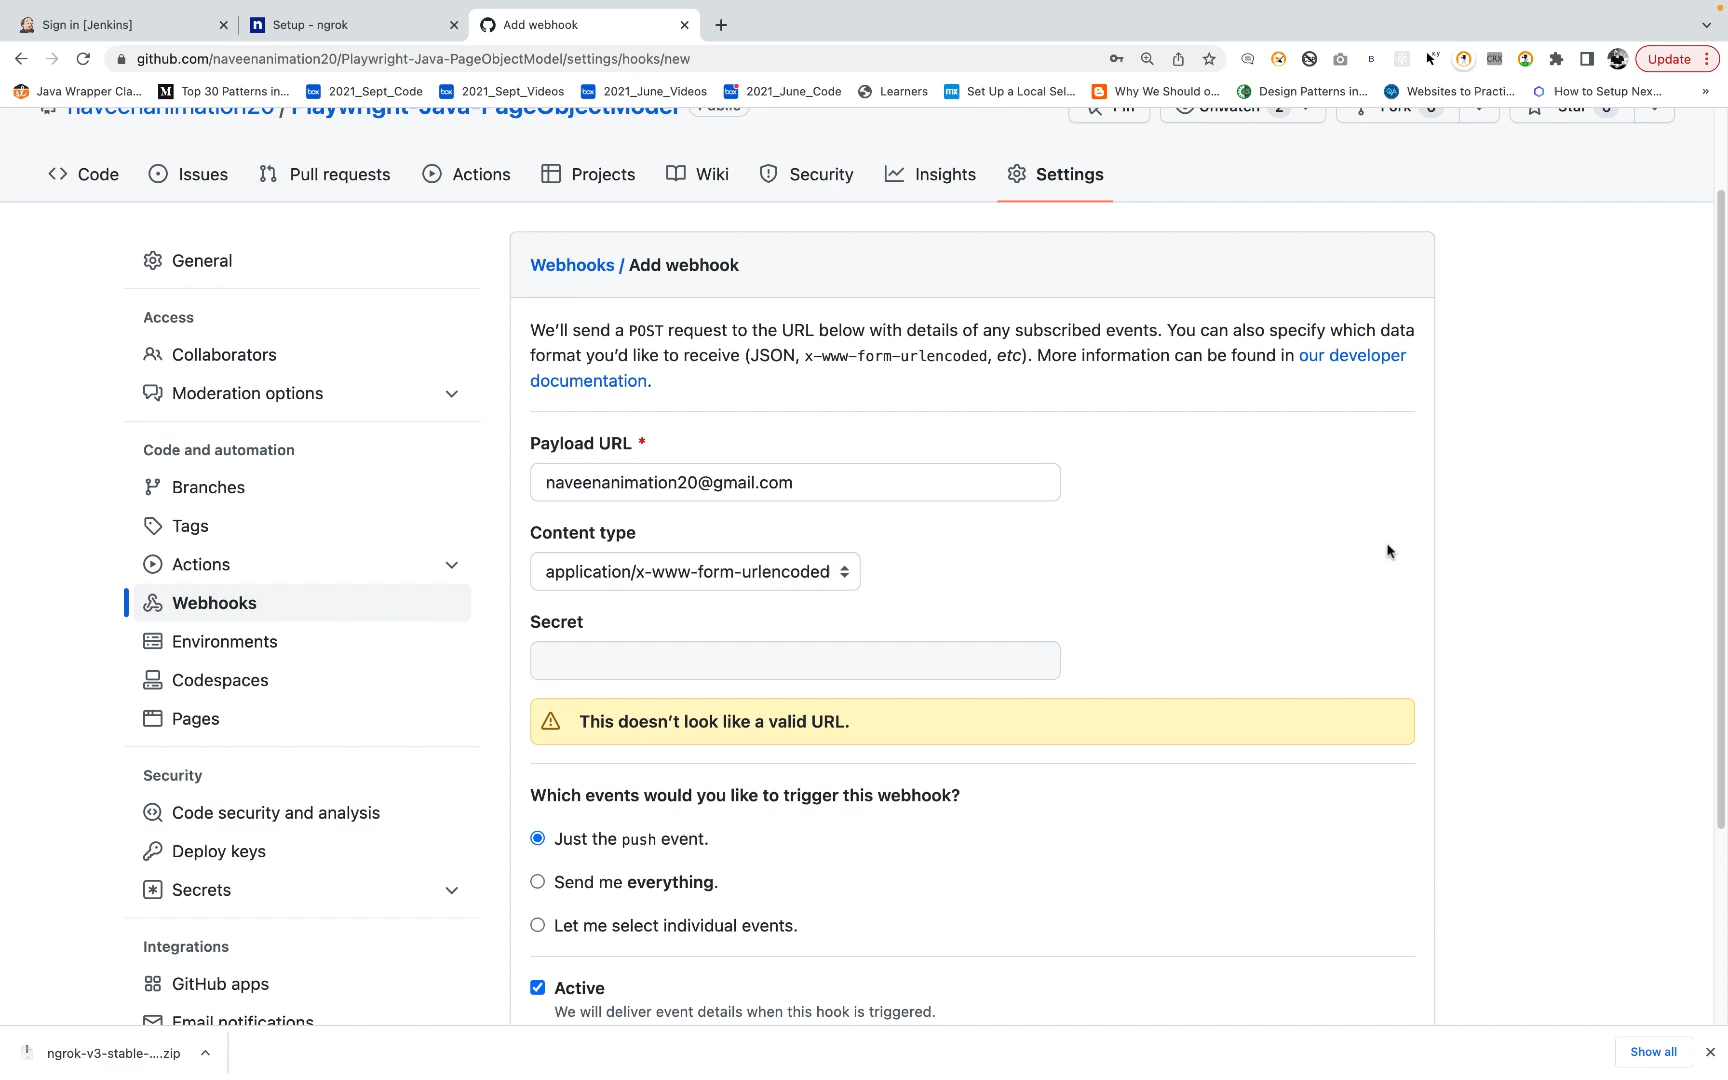 Sign in [Jenkins]
Setup - ngrok
Add webhook
github.com/naveenanimation20/Playwright-Java-PageObjectModel/settings/hooks/new
Update
Java Wrapper Cla...
Top 30 Patterns in...
2021_Sept_Code
2021_Sept_Videos
2021_June_Videos
2021_June_Code
Learners
Set Up a Local Sel...
Why We Should o...
Design Patterns in...
Websites to Practi...
How to Setup Nex...
»
naveenanimation20 / Playwright-Java-PageObjectModel Public
Pin
Unwatch 2
Fork 6
Star 6
Code
Issues
Pull requests
Actions
Projects
Wiki
Security
Insights
Settings
General
Access
Collaborators
Moderation options
Code and automation
Branches
Tags
Actions
Webhooks
Environments
Codespaces
Pages
Security
Code security and analysis
Deploy keys
Secrets
Integrations
GitHub apps
Email notifications
Webhooks / Add webhook
We'll send a POST request to the URL below with details of any subscribed events. You can also specify which data
format you'd like to receive (JSON, x-www-form-urlencoded, etc). More information can be found in our developer
documentation.
Payload URL *
naveenanimation20@gmail.com
Content type
application/x-www-form-urlencoded
Secret
This doesn't look like a valid URL.
Which events would you like to trigger this webhook?
Just the push event.
Send me everything.
Let me select individual events.
Active
We will deliver event details when this hook is triggered.
ngrok-v3-stable-....zip
Show all